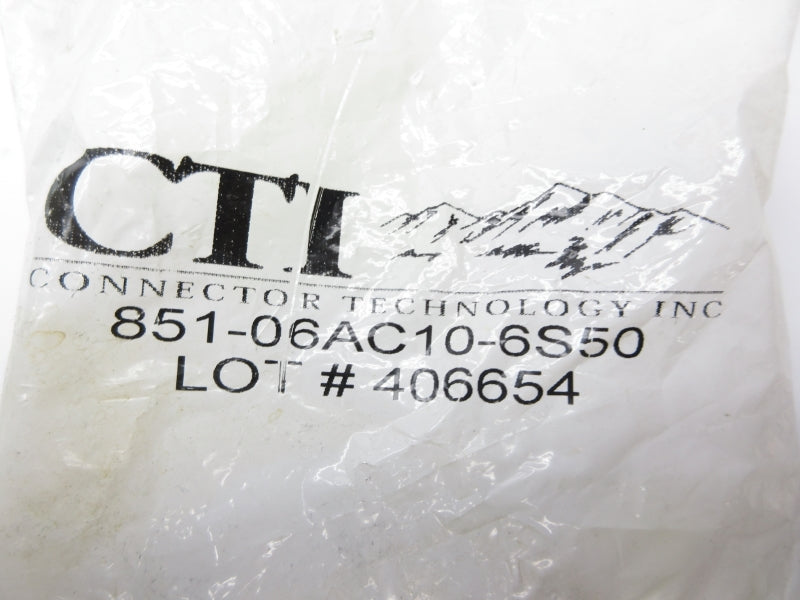 CTI
CONNECTOR TECHNOLOGY INC
851-06AC10-6S50
LOT # 406654